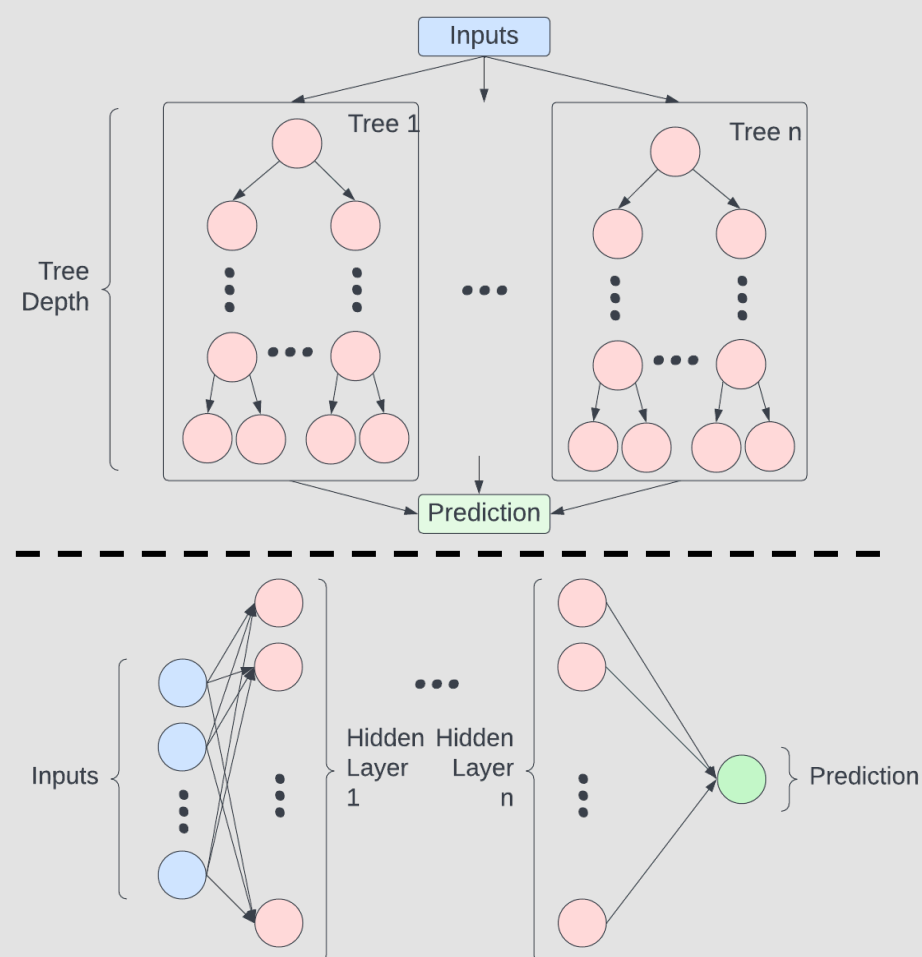 Inputs
Tree 1
Tree n
Tree
Depth
Prediction
Inputs
Hidden
Layer
1
Hidden
Layer
n
Prediction